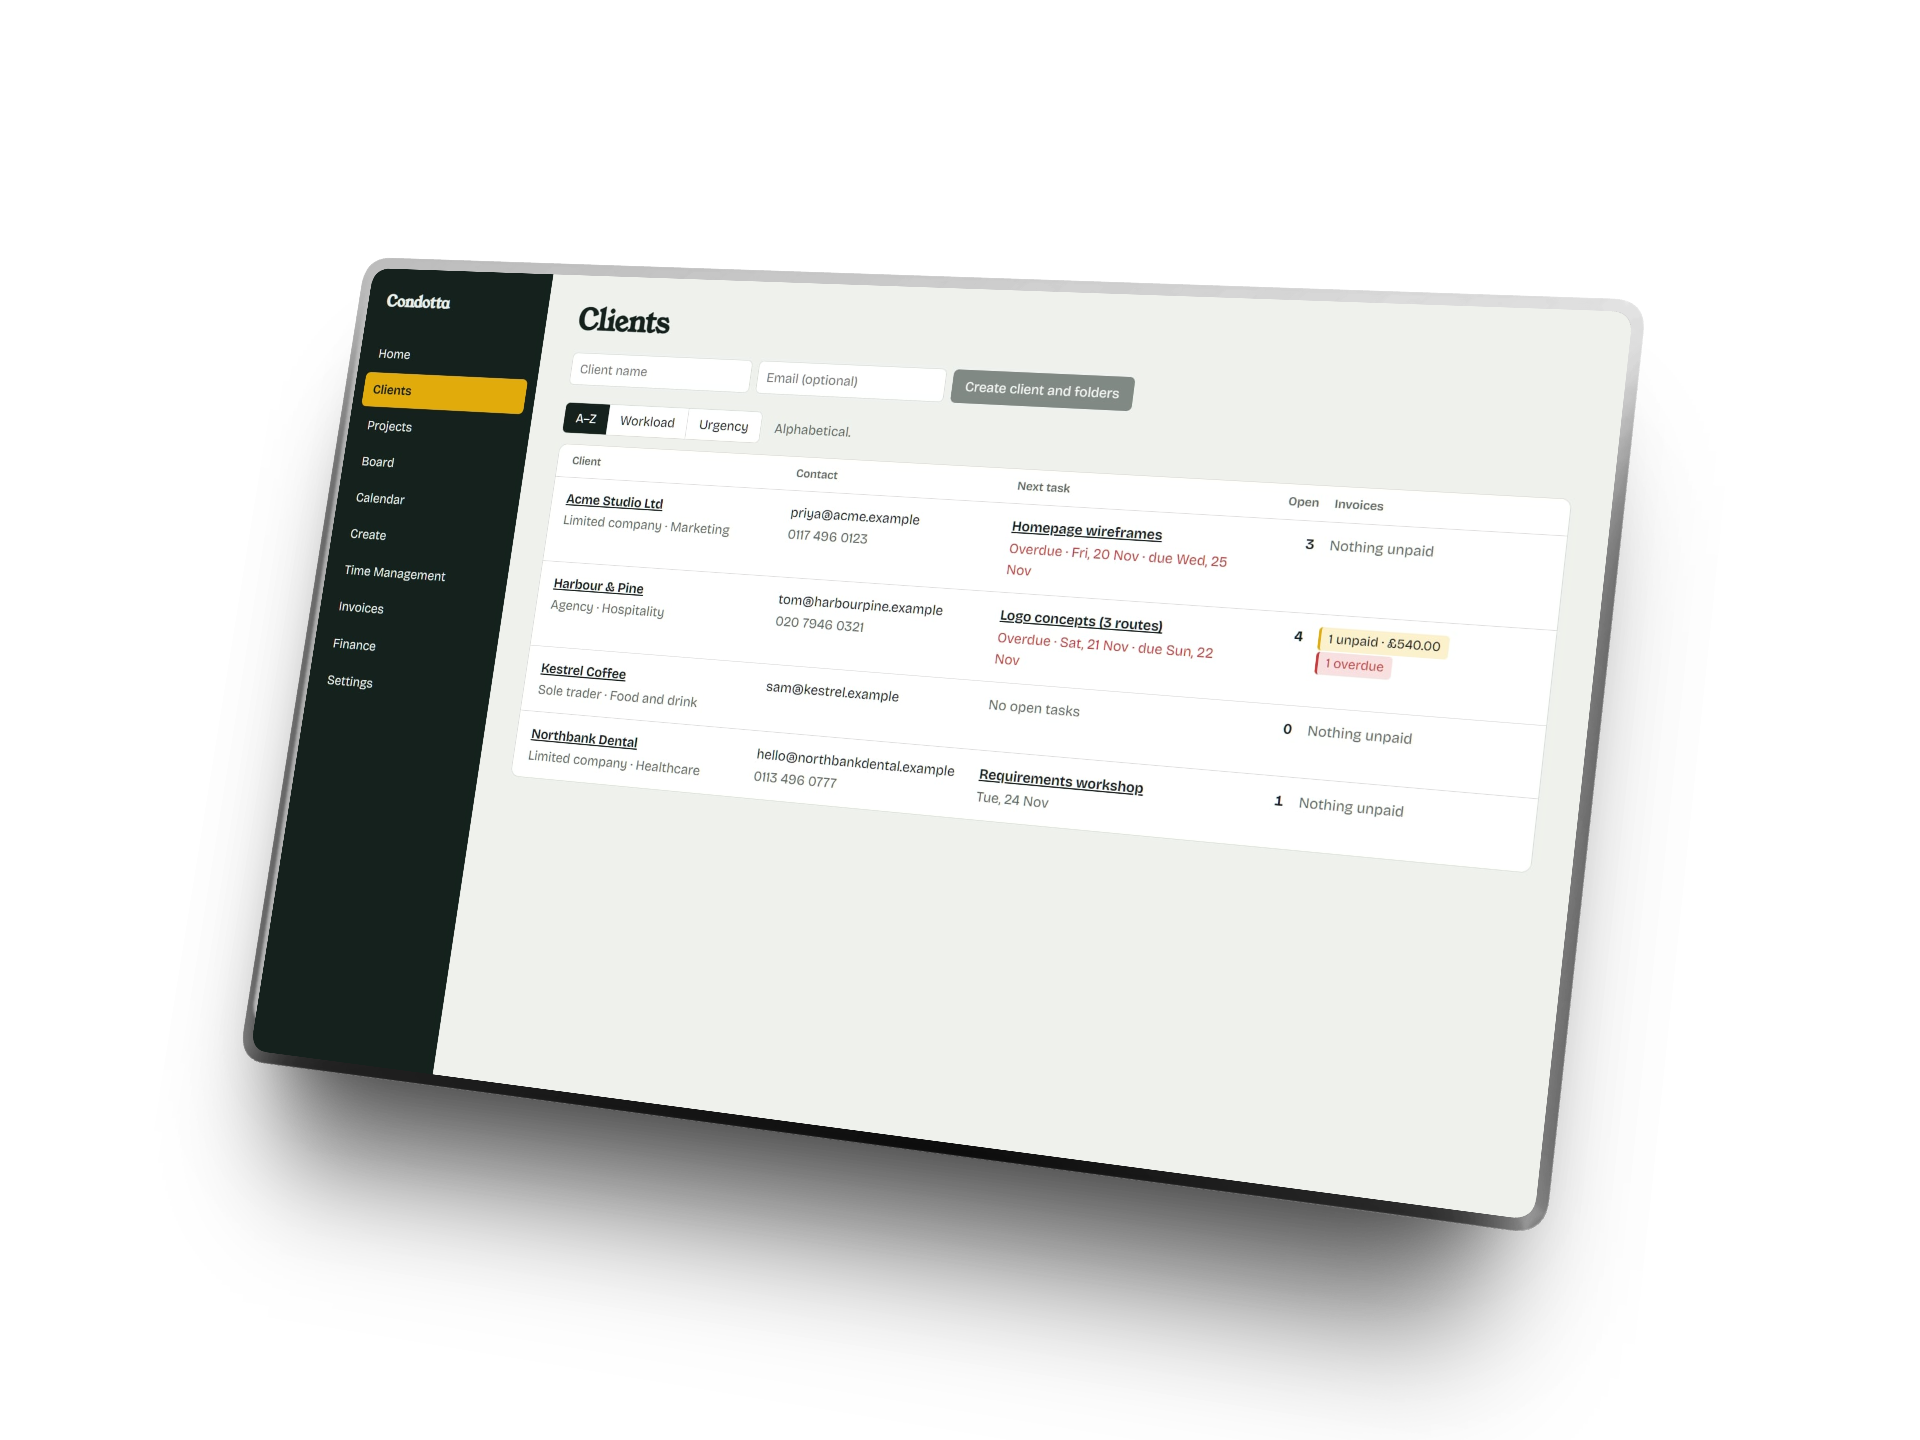 Condotta
Home
Clients
Projects
Board
Calendar
Create
Time Management
Invoices
Finance
Settings
Clients
Client name
Email (optional)
Create client and folders
A–Z
Workload
Urgency
Alphabetical.
Client
Contact
Next task
Open
Invoices
Acme Studio Ltd
Limited company · Marketing
priya@acme.example
0117 496 0123
Homepage wireframes
Overdue · Fri, 20 Nov · due Wed, 25
Nov
3
Nothing unpaid
Harbour & Pine
Agency · Hospitality
tom@harbourpine.example
020 7946 0321
Logo concepts (3 routes)
Overdue · Sat, 21 Nov · due Sun, 22
Nov
4
1 unpaid · £540.00
1 overdue
Kestrel Coffee
Sole trader · Food and drink
sam@kestrel.example
No open tasks
0
Nothing unpaid
Northbank Dental
Limited company · Healthcare
hello@northbankdental.example
0113 496 0777
Requirements workshop
Tue, 24 Nov
1
Nothing unpaid